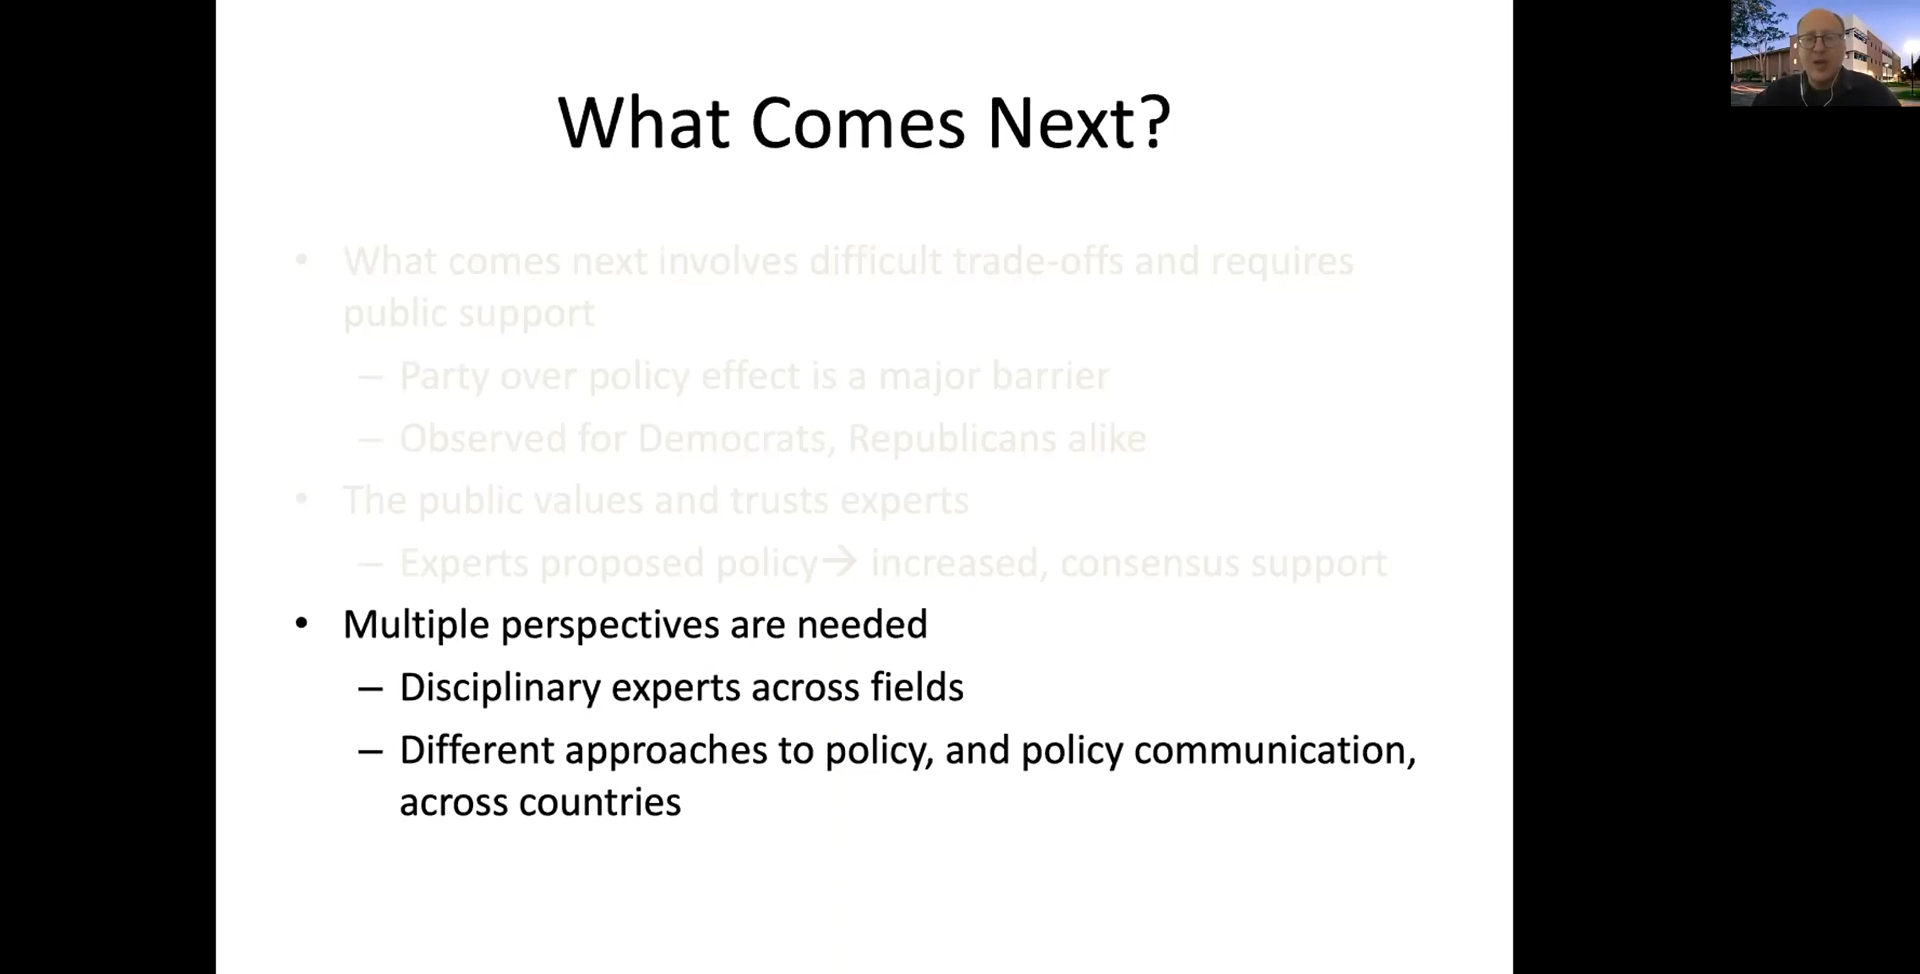 What Comes Next?
• What comes next involves difficult trade-offs and requires
public support
– Party over policy effect is a major barrier
– Observed for Democrats, Republicans alike
• The public values and trusts experts
– Experts proposed policy→ increased, consensus support
• Multiple perspectives are needed
– Disciplinary experts across fields
– Different approaches to policy, and policy communication,
across countries